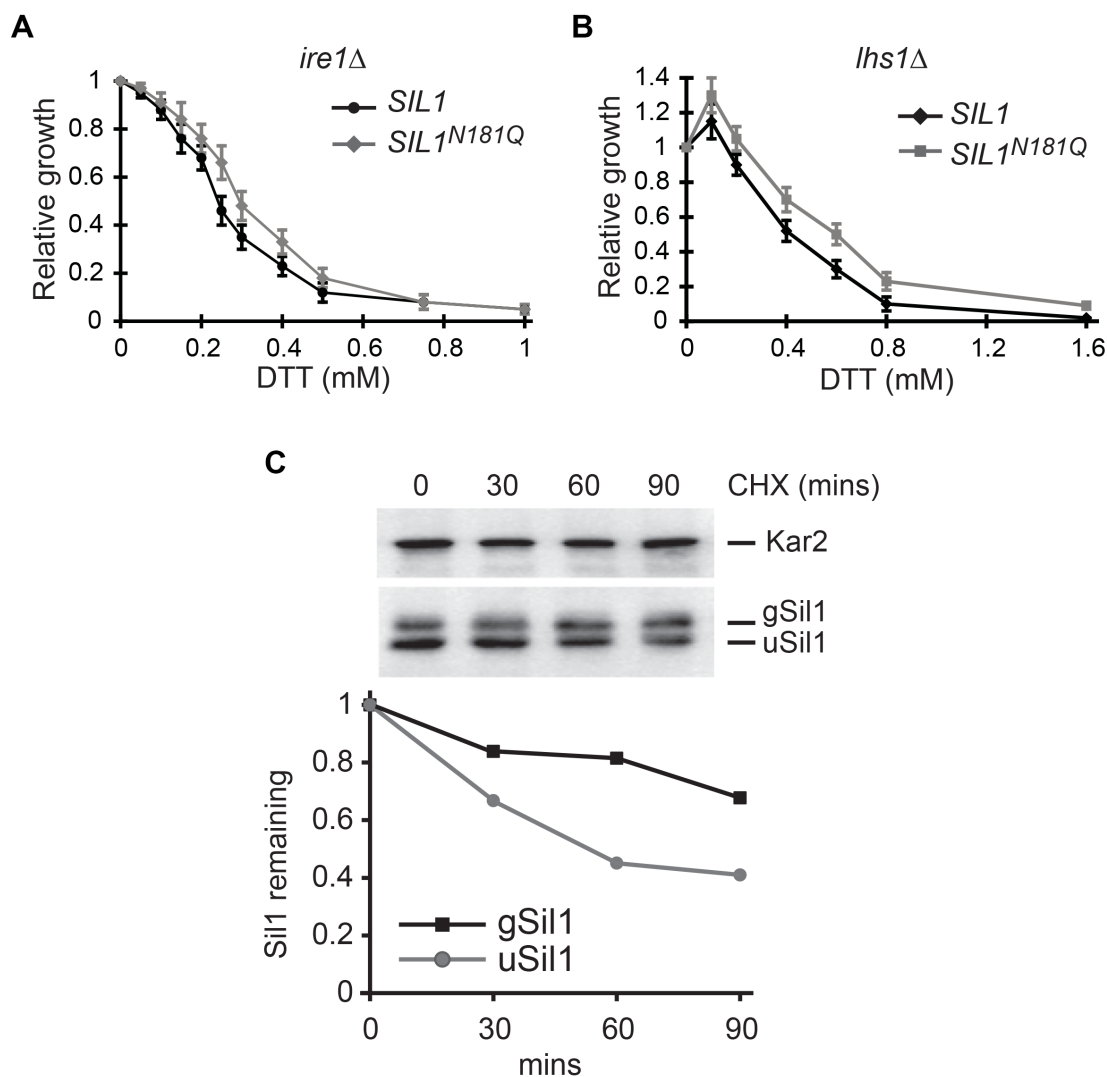 A
ire1Δ
1
0.8
0.6
0.4
0.2
0
Relative growth
SIL1
SIL1^N181Q
0 0.2 0.4 0.6 0.8 1
DTT (mM)
B
lhs1Δ
1.4
1.2
1
0.8
0.6
0.4
0.2
0
Relative growth
SIL1
SIL1^N181Q
0 0.4 0.8 1.2 1.6
DTT (mM)
C
0 30 60 90 CHX (mins)
Kar2
gSil1
uSil1
1
0.8
0.6
0.4
0.2
0
Sil1 remaining
gSil1
uSil1
0 30 60 90
mins